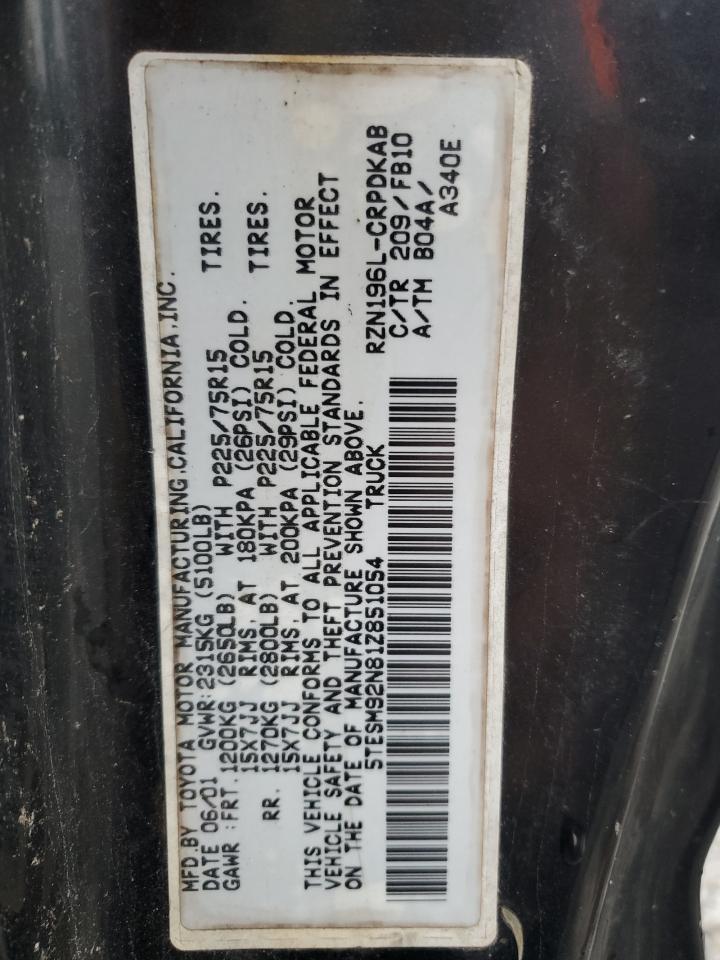 MFD.BY TOYOTA MOTOR MANUFACTURING,CALIFORNIA,INC.
DATE 06/01 GVWR:2315KG (5100LB)
GAWR :FRT.1200KG (2650LB) WITH P225/75R15 TIRES.
15X7JJ RIMS,AT 180KPA (26PSI) COLD.
RR. 1270KG (2800LB) WITH P225/75R15 TIRES.
15X7JJ RIMS,AT 200KPA (29PSI) COLD.
THIS VEHICLE CONFORMS TO ALL APPLICABLE FEDERAL MOTOR
VEHICLE SAFETY AND THEFT PREVENTION STANDARDS IN EFFECT
ON THE DATE OF MANUFACTURE SHOWN ABOVE.
5TESM92N81Z851054 TRUCK RZN196L-CRPDKAB
C/TR 209/FB10
A/TM B04A/
A340E